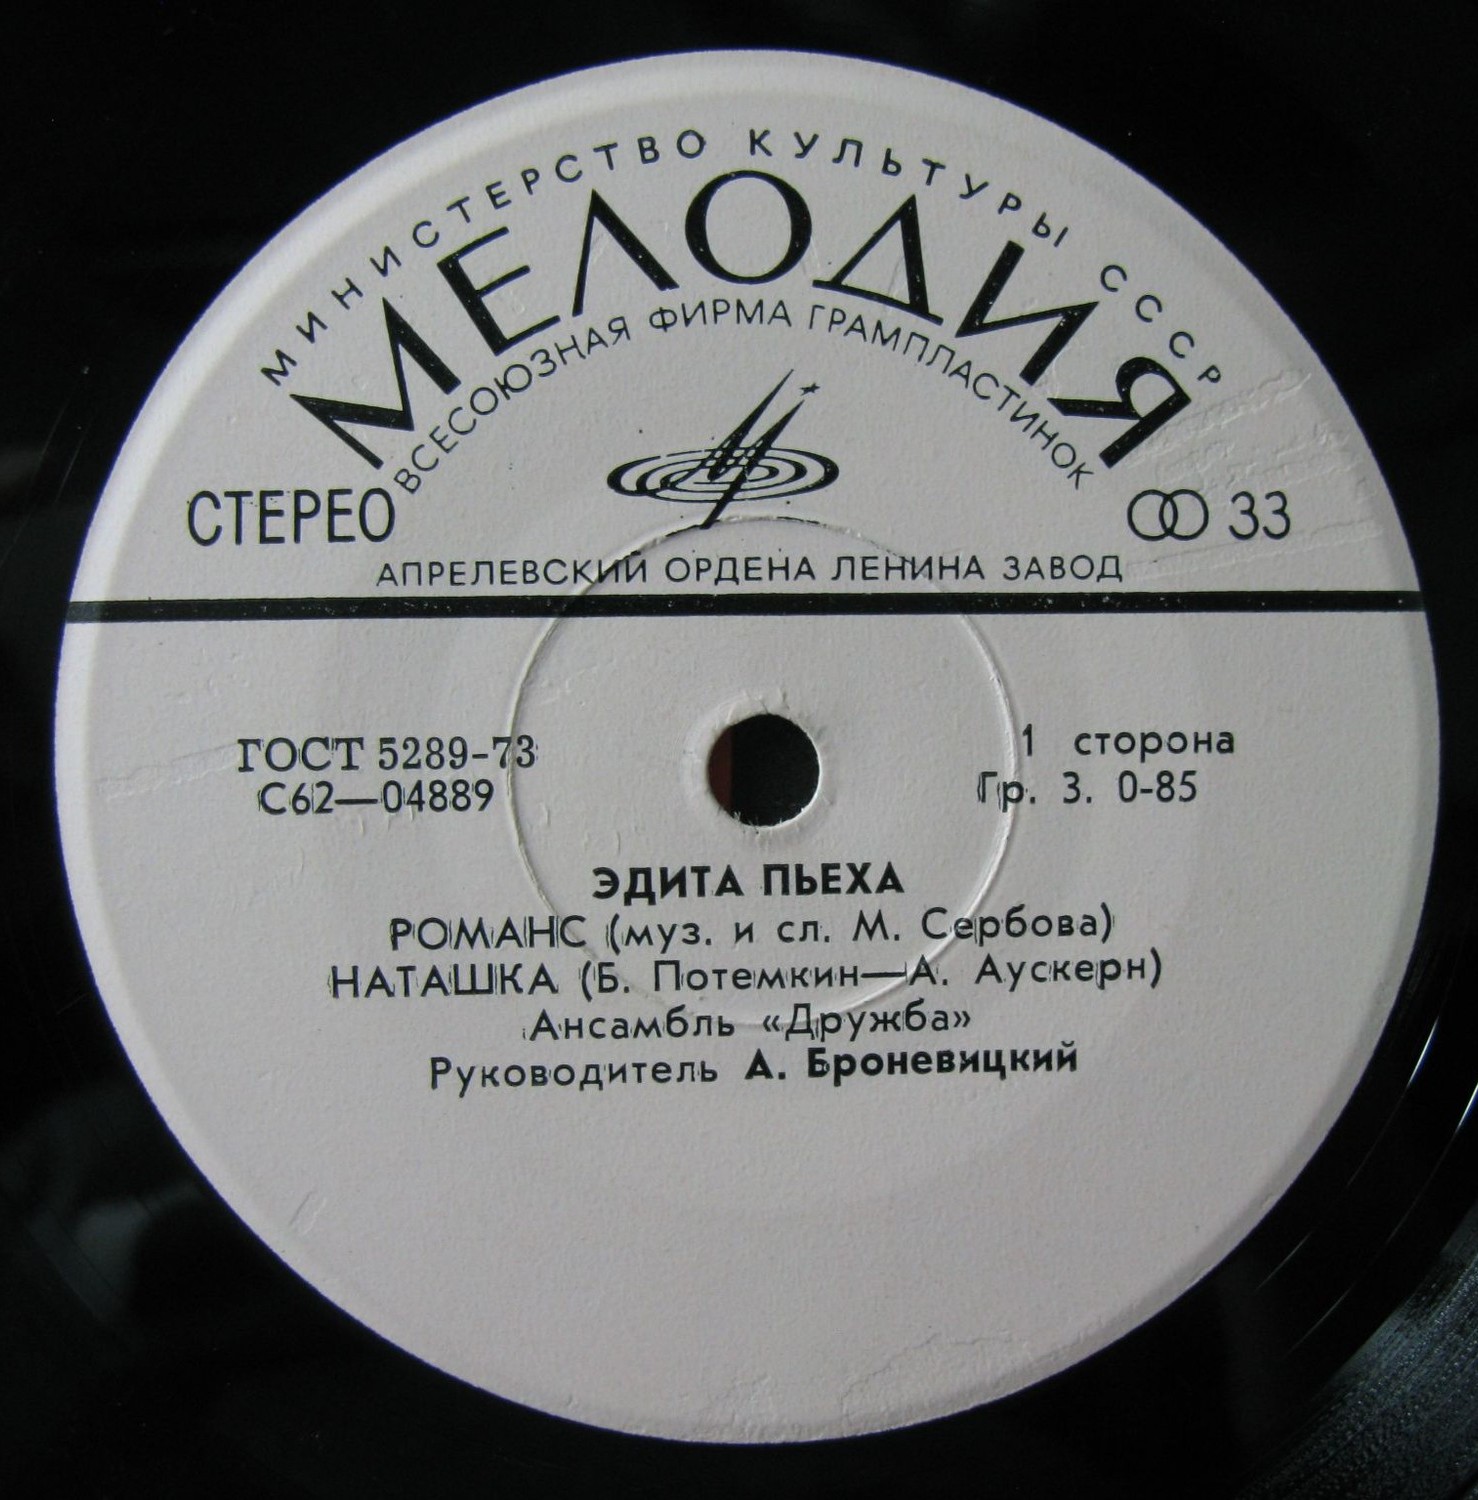 МИНИСТЕРСТВО КУЛЬТУРЫ СССР
МЕЛОДИЯ
ВСЕСОЮЗНАЯ ФИРМА ГРАМПЛАСТИНОК
СТЕРЕО
33
АПРЕЛЕВСКИЙ ОРДЕНА ЛЕНИНА ЗАВОД
ГОСТ 5289-73
С62—04889
1 сторона
Гр. 3. 0-85
ЭДИТА ПЬЕХА
РОМАНС (муз. и сл. М. Сербова)
НАТАШКА (Б. Потемкин—А. Аускерн)
Ансамбль «Дружба»
Руководитель А. Броневицкий